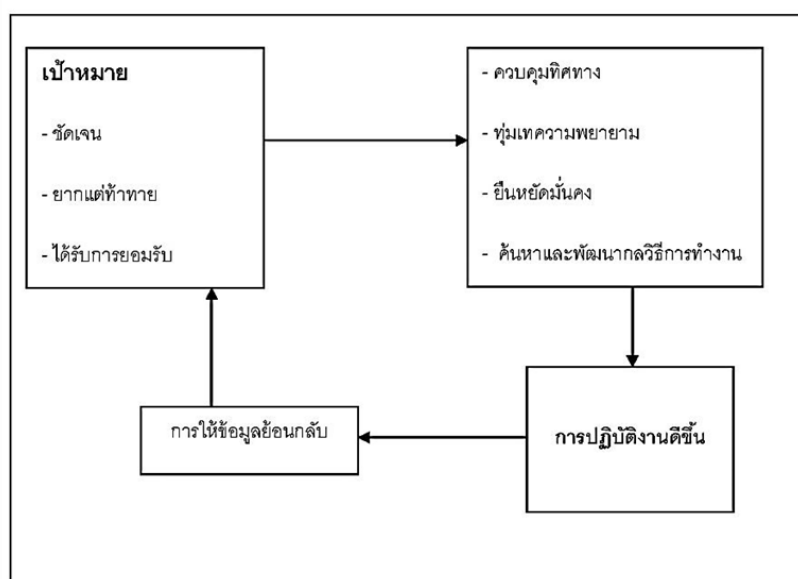 เป้าหมาย
- ชัดเจน
- ยากแต่ท้าทาย
- ได้รับการยอมรับ
- ควบคุมทิศทาง
- ทุ่มเทความพยายาม
- ยืนหยัดมั่นคง
- ค้นหาและพัฒนากลวิธีการทำงาน
การปฏิบัติงานดีขึ้น
การให้ข้อมูลย้อนกลับ